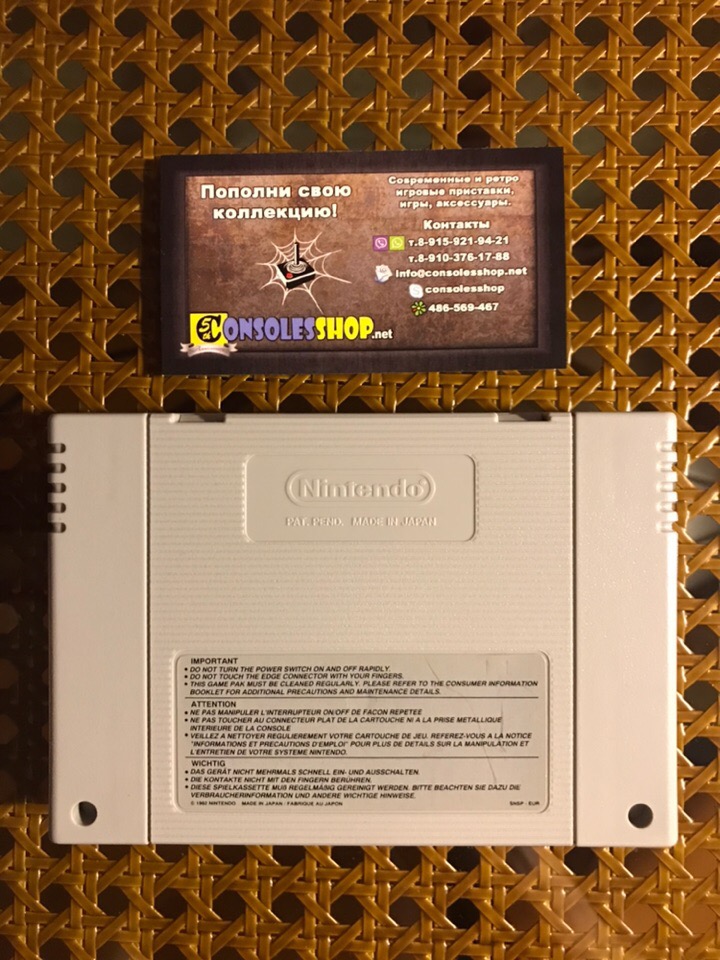 Пополни свою
коллекцию!
Современные и ретро
игровые приставки,
игры, аксессуары.
Контакты
т.8-915-921-94-21
т.8-910-376-17-88
info@consolesshop.net
consolesshop
486-569-467
CONSOLESSHOP.net
Nintendo
PAT. PEND. MADE IN JAPAN
IMPORTANT
• DO NOT TURN THE POWER SWITCH ON AND OFF RAPIDLY.
• DO NOT TOUCH THE EDGE CONNECTOR WITH YOUR FINGERS.
• THIS GAME PAK MUST BE CLEANED REGULARLY. PLEASE REFER TO THE CONSUMER INFORMATION
BOOKLET FOR ADDITIONAL PRECAUTIONS AND MAINTENANCE DETAILS.
ATTENTION
• NE PAS MANIPULER L'INTERRUPTEUR ON/OFF DE FACON REPETEE
• NE PAS TOUCHER AU CONNECTEUR PLAT DE LA CARTOUCHE NI A LA PRISE METALLIQUE
INTERIEURE DE LA CONSOLE
• VEILLEZ A NETTOYER REGULIEREMENT VOTRE CARTOUCHE DE JEU. REFEREZ-VOUS A LA NOTICE
"INFORMATIONS ET PRECAUTIONS D'EMPLOI" POUR PLUS DE DETAILS SUR LA MANIPULATION ET
L'ENTRETIEN DE VOTRE SYSTEME NINTENDO.
WICHTIG
• DAS GERÄT NICHT MEHRMALS SCHNELL EIN- UND AUSSCHALTEN.
• DIE KONTAKTE NICHT MIT DEN FINGERN BERÜHREN.
• DIESE SPIELKASSETTE MUß REGELMÄßIG GEREINIGT WERDEN. BITTE BEACHTEN SIE DAZU DIE
VERBRAUCHERINFORMATION UND ANDERE WICHTIGE HINWEISE.
© 1992 NINTENDO MADE IN JAPAN · FABRIQUE AU JAPON SNSP - EUR